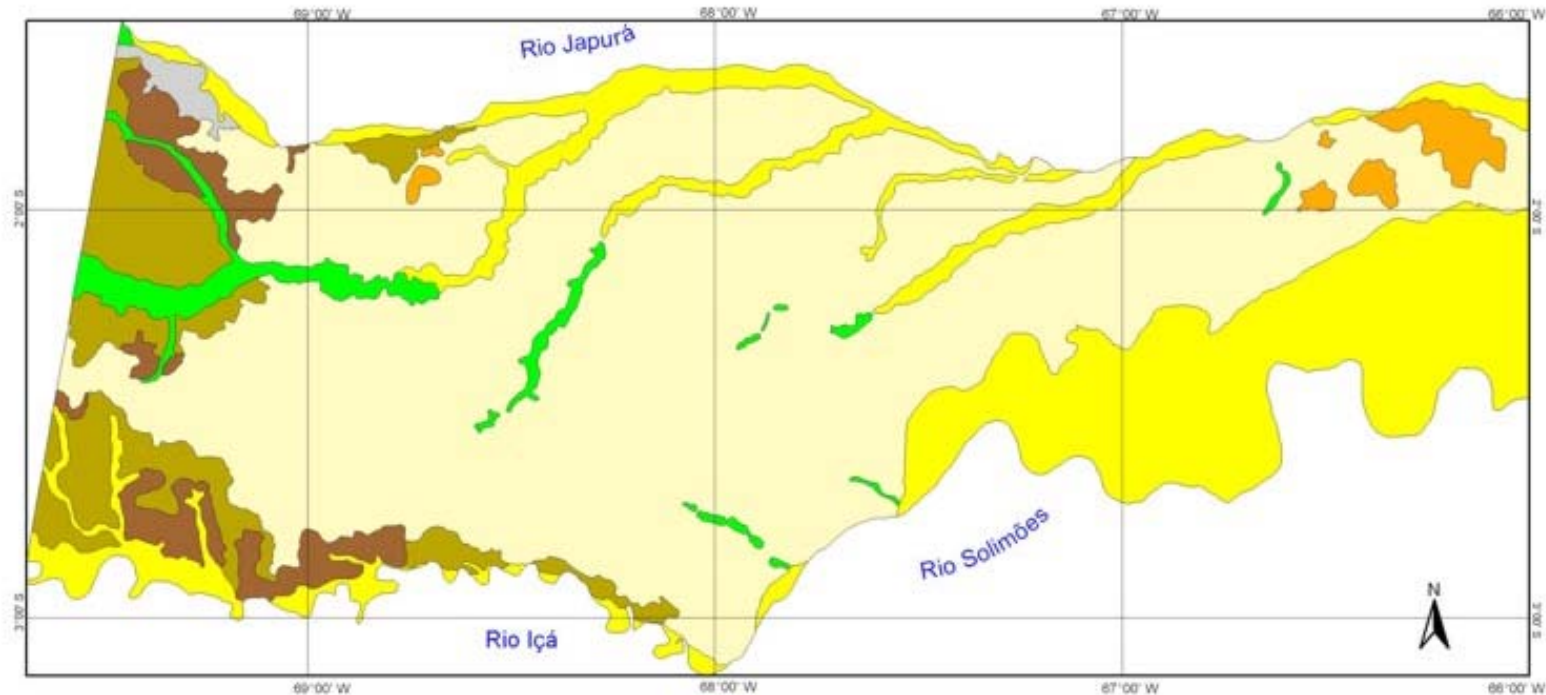 69°00' W 68°00' W 67°00' W 66°00' W
Rio Japurá
2°00' S 2°00' S
Rio Solimões
N
3°00' S 3°00' S
Rio Içá
69°00' W 68°00' W 67°00' W 66°00' W